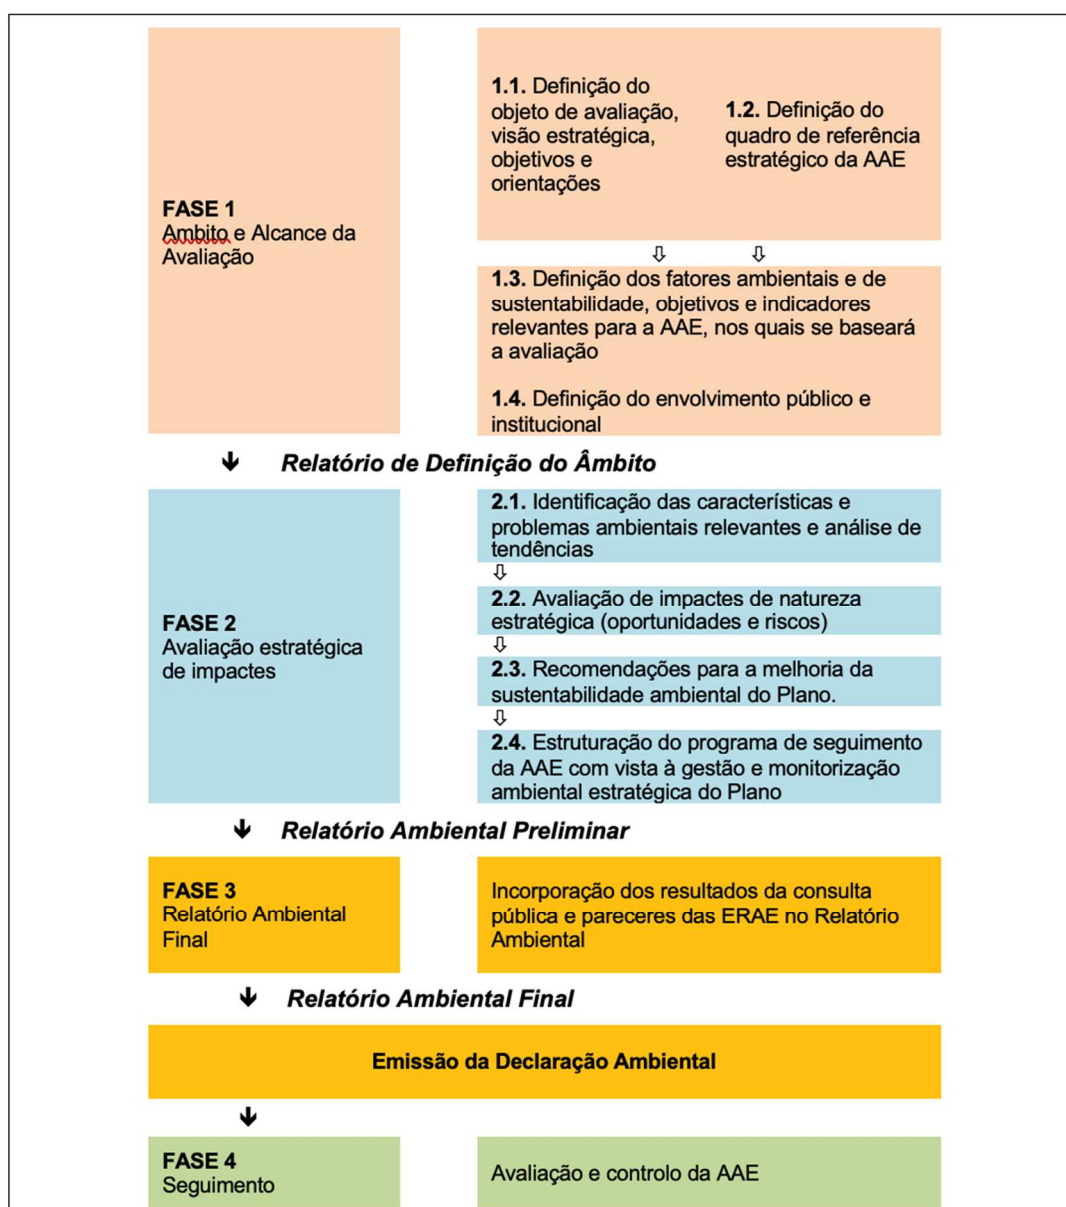 FASE 1
Ambito e Alcance da
Avaliação
1.1. Definição do
objeto de avaliação,
visão estratégica,
objetivos e
orientações
1.2. Definição do
quadro de referência
estratégico da AAE
1.3. Definição dos fatores ambientais e de
sustentabilidade, objetivos e indicadores
relevantes para a AAE, nos quais se baseará
a avaliação
1.4. Definição do envolvimento público e
institucional
Relatório de Definição do Âmbito
FASE 2
Avaliação estratégica
de impactes
2.1. Identificação das características e
problemas ambientais relevantes e análise de
tendências
2.2. Avaliação de impactes de natureza
estratégica (oportunidades e riscos)
2.3. Recomendações para a melhoria da
sustentabilidade ambiental do Plano.
2.4. Estruturação do programa de seguimento
da AAE com vista à gestão e monitorização
ambiental estratégica do Plano
Relatório Ambiental Preliminar
FASE 3
Relatório Ambiental
Final
Incorporação dos resultados da consulta
pública e pareceres das ERAE no Relatório
Ambiental
Relatório Ambiental Final
Emissão da Declaração Ambiental
FASE 4
Seguimento
Avaliação e controlo da AAE